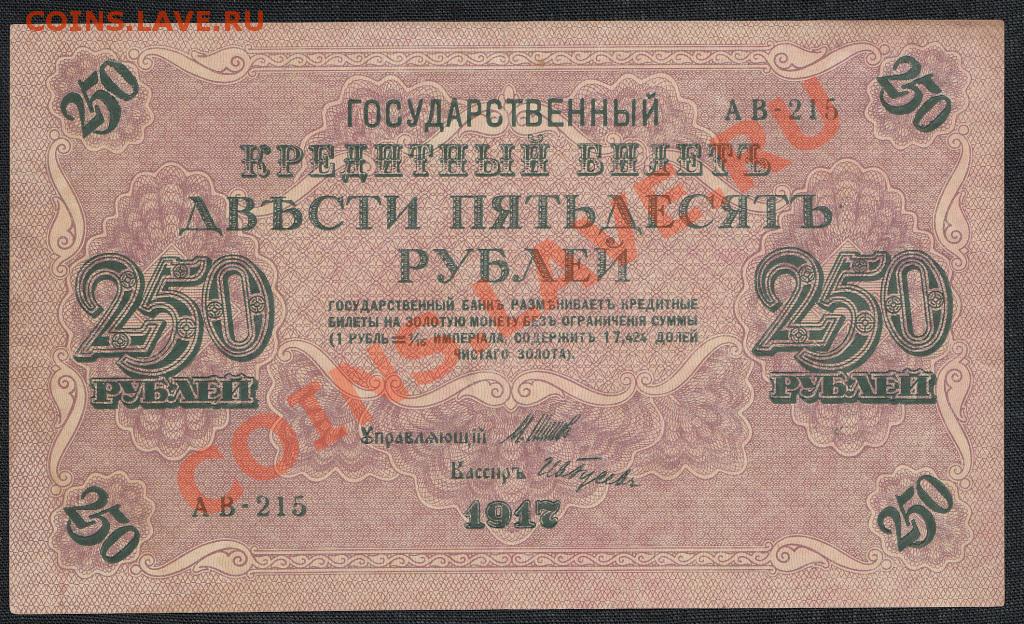 COINS.LAVE.RU
250
250
ГОСУДАРСТВЕННЫЙ
АВ-215
КРЕДИТНЫЙ БИЛЕТЪ
ДВѢСТИ ПЯТЬДЕСЯТЪ
РУБЛЕЙ
250
РУБЛЕЙ
250
РУБЛЕЙ
ГОСУДАРСТВЕННЫЙ БАНКЪ РАЗМѢНИВАЕТЪ КРЕДИТНЫЕ
БИЛЕТЫ НА ЗОЛОТУЮ МОНЕТУ БЕЗЪ ОГРАНИЧЕНІЯ СУММЫ
(1 РУБЛЬ = 1/15 ИМПЕРІАЛА, СОДЕРЖИТЪ 17,424 ДОЛЕЙ
ЧИСТАГО ЗОЛОТА).
COINS.LAVE.RU
Управляющій
Кассиръ
АВ-215
1917
250
250